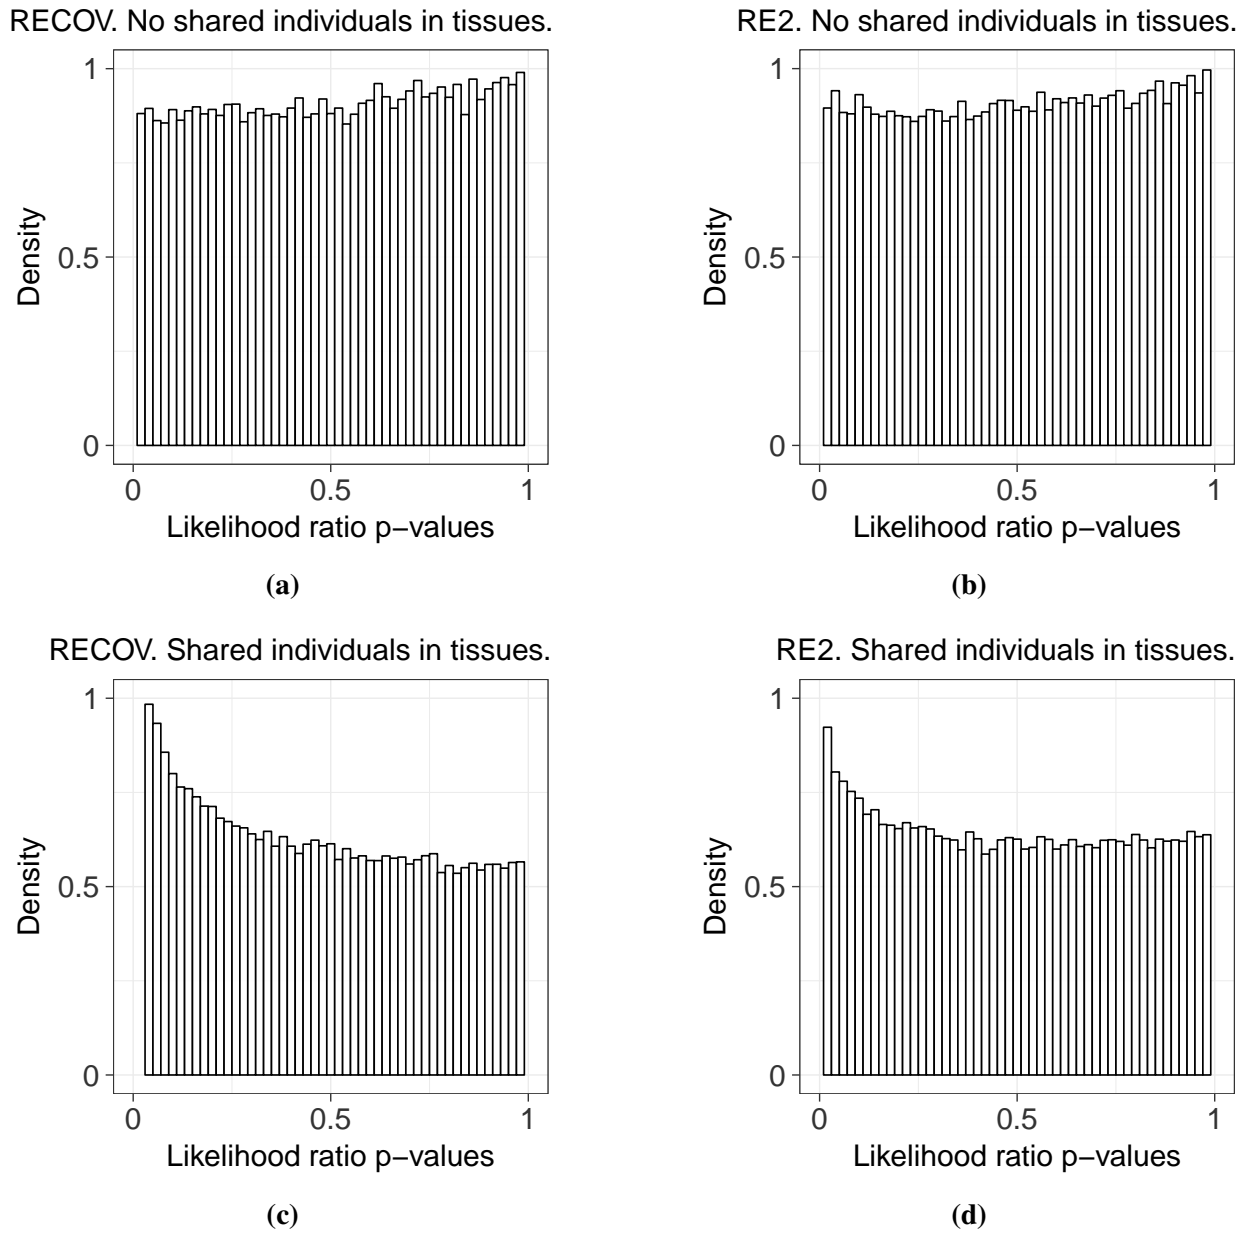 RECOV. No shared individuals in tissues.
1
0.5
0
Density
0
0.5
1
Likelihood ratio p−values
(a)
RE2. No shared individuals in tissues.
1
0.5
0
Density
0
0.5
1
Likelihood ratio p−values
(b)
RECOV. Shared individuals in tissues.
1
0.5
0
Density
0
0.5
1
Likelihood ratio p−values
(c)
RE2. Shared individuals in tissues.
1
0.5
0
Density
0
0.5
1
Likelihood ratio p−values
(d)